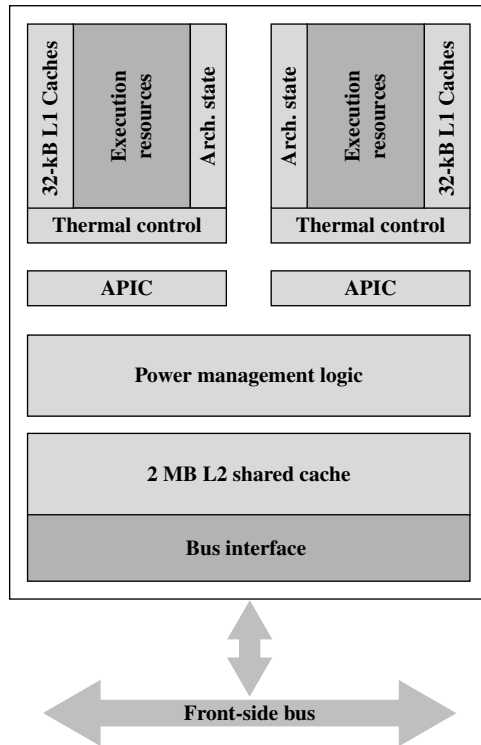 32-kB L1 Caches
Execution
resources
Arch. state
Arch. state
Execution
resources
32-kB L1 Caches
Thermal control
Thermal control
APIC
APIC
Power management logic
2 MB L2 shared cache
Bus interface
Front-side bus